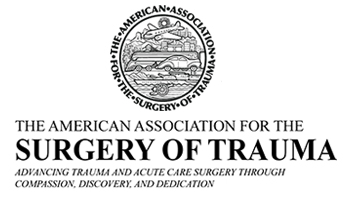 ·THE·AMERICAN·ASSOCIATION·
FOR·THE·SURGERY·OF·TRAUMA·
THE AMERICAN ASSOCIATION FOR THE
SURGERY OF TRAUMA
ADVANCING TRAUMA AND ACUTE CARE SURGERY THROUGH
COMPASSION, DISCOVERY, AND DEDICATION